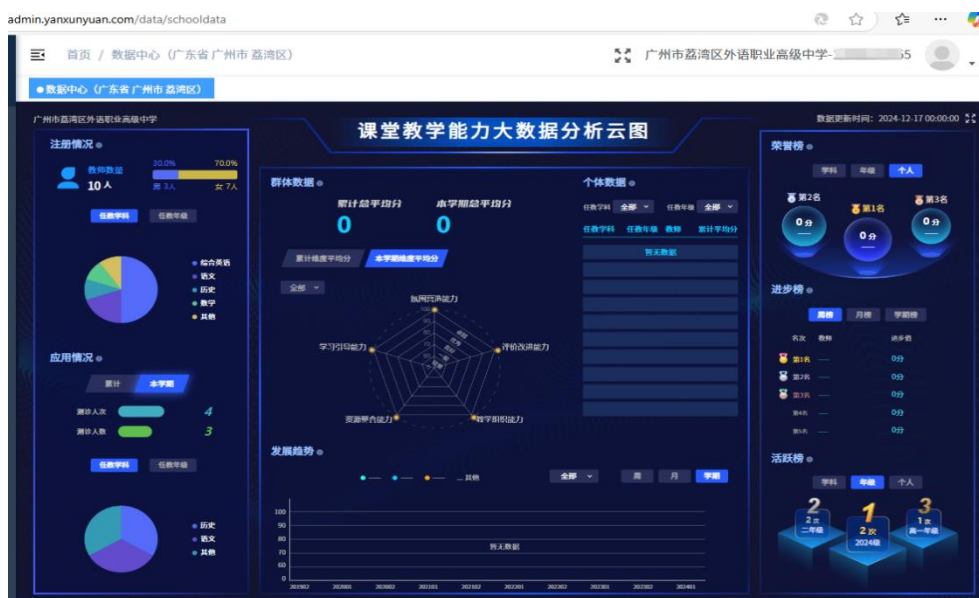 admin.yanxunyuan.com/data/schooldata
首页 / 数据中心（广东省 广州市 荔湾区）
广州市荔湾区外语职业高级中学-
数据中心（广东省 广州市 荔湾区）
广州市荔湾区外语职业高级中学
课堂教学能力大数据分析云图
数据更新时间：2024-12-17 00:00:00
注册情况
教师数量
10 人
30.0%
70.0%
男 3人
女 7人
任教学科
任教年级
综合英语
语文
历史
数学
其他
应用情况
累计
本学期
测诊人次
4
测诊人数
3
任教学科
任教年级
历史
语文
其他
群体数据
累计总平均分
本学期总平均分
0
0
累计维度平均分
本学期维度平均分
全部
氛围营造能力
100
学习引导能力
评价改进能力
资源整合能力
教学组织能力
个体数据
任教学科 全部
任教年级 全部
任教学科 任教年级 教师 累计平均分
暂无数据
发展趋势
其他
全部
周
月
学期
100
90
80
70
60
0
暂无数据
201902 202001 202002 202101 202102 202201 202202 202301 202302 202401
荣誉榜
学科
年级
个人
第2名
第1名
第3名
0分
0分
0分
进步榜
周榜
月榜
学期榜
名次 教师 进步值
第1名 — 0分
第2名 — 0分
第3名 — 0分
第4名 — 0分
第5名 — 0分
活跃榜
学科
年级
个人
2
1
3
2次
二年级
2次
2024级
1次
高一年级